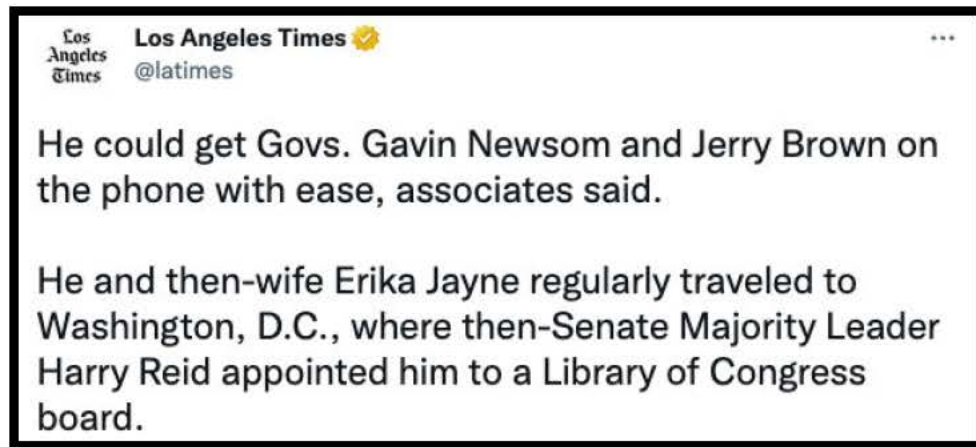 Los
Angeles
Times
Los Angeles Times
@latimes
He could get Govs. Gavin Newsom and Jerry Brown on
the phone with ease, associates said.
He and then-wife Erika Jayne regularly traveled to
Washington, D.C., where then-Senate Majority Leader
Harry Reid appointed him to a Library of Congress
board.